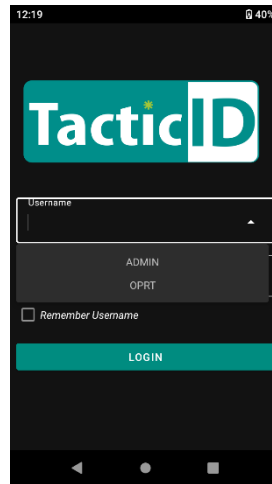 12:19 40%
TacticID
Username
ADMIN
OPRT
Remember Username
LOGIN